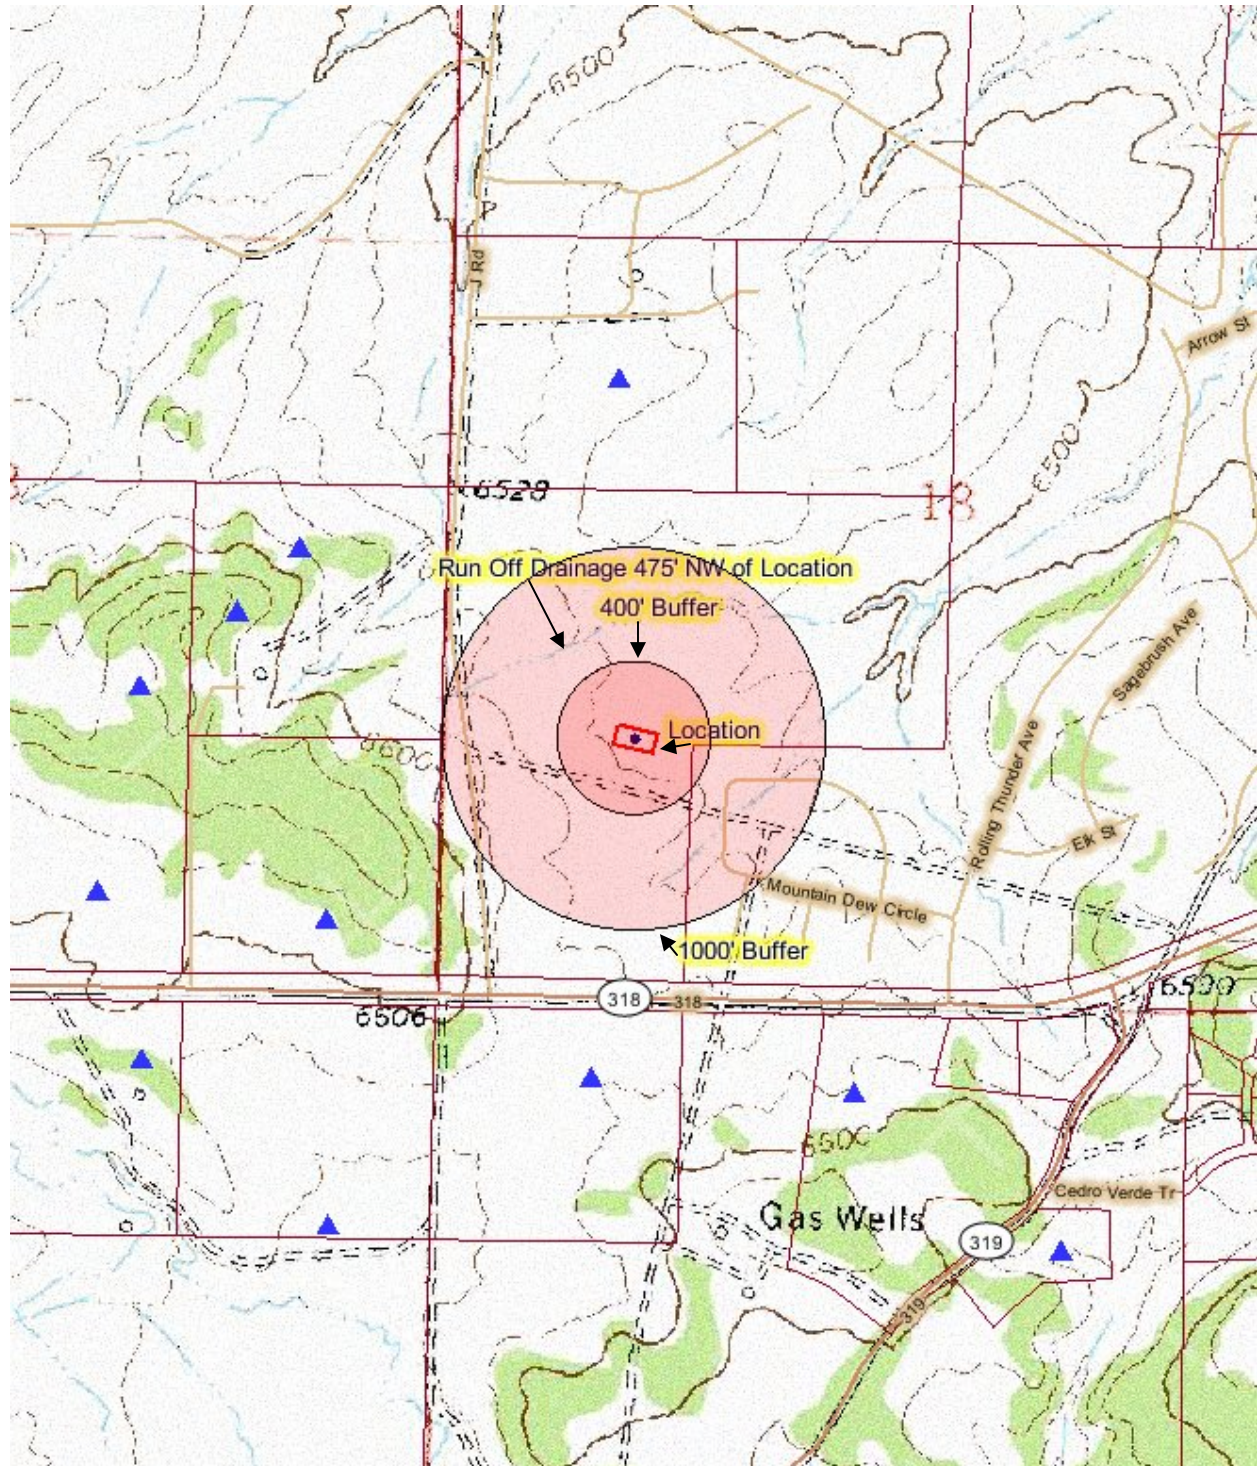 6500
J Rd
Arrow St
6500
6528
18
Run Off Drainage 475' NW of Location
400' Buffer
Sagebrush Ave
Location
6600
Rolling Thunder Ave
Elk St
Mountain Dew Circle
1000' Buffer
318
318
6500
6506
6500
Cedro Verde Tr
Gas Wells
319
319